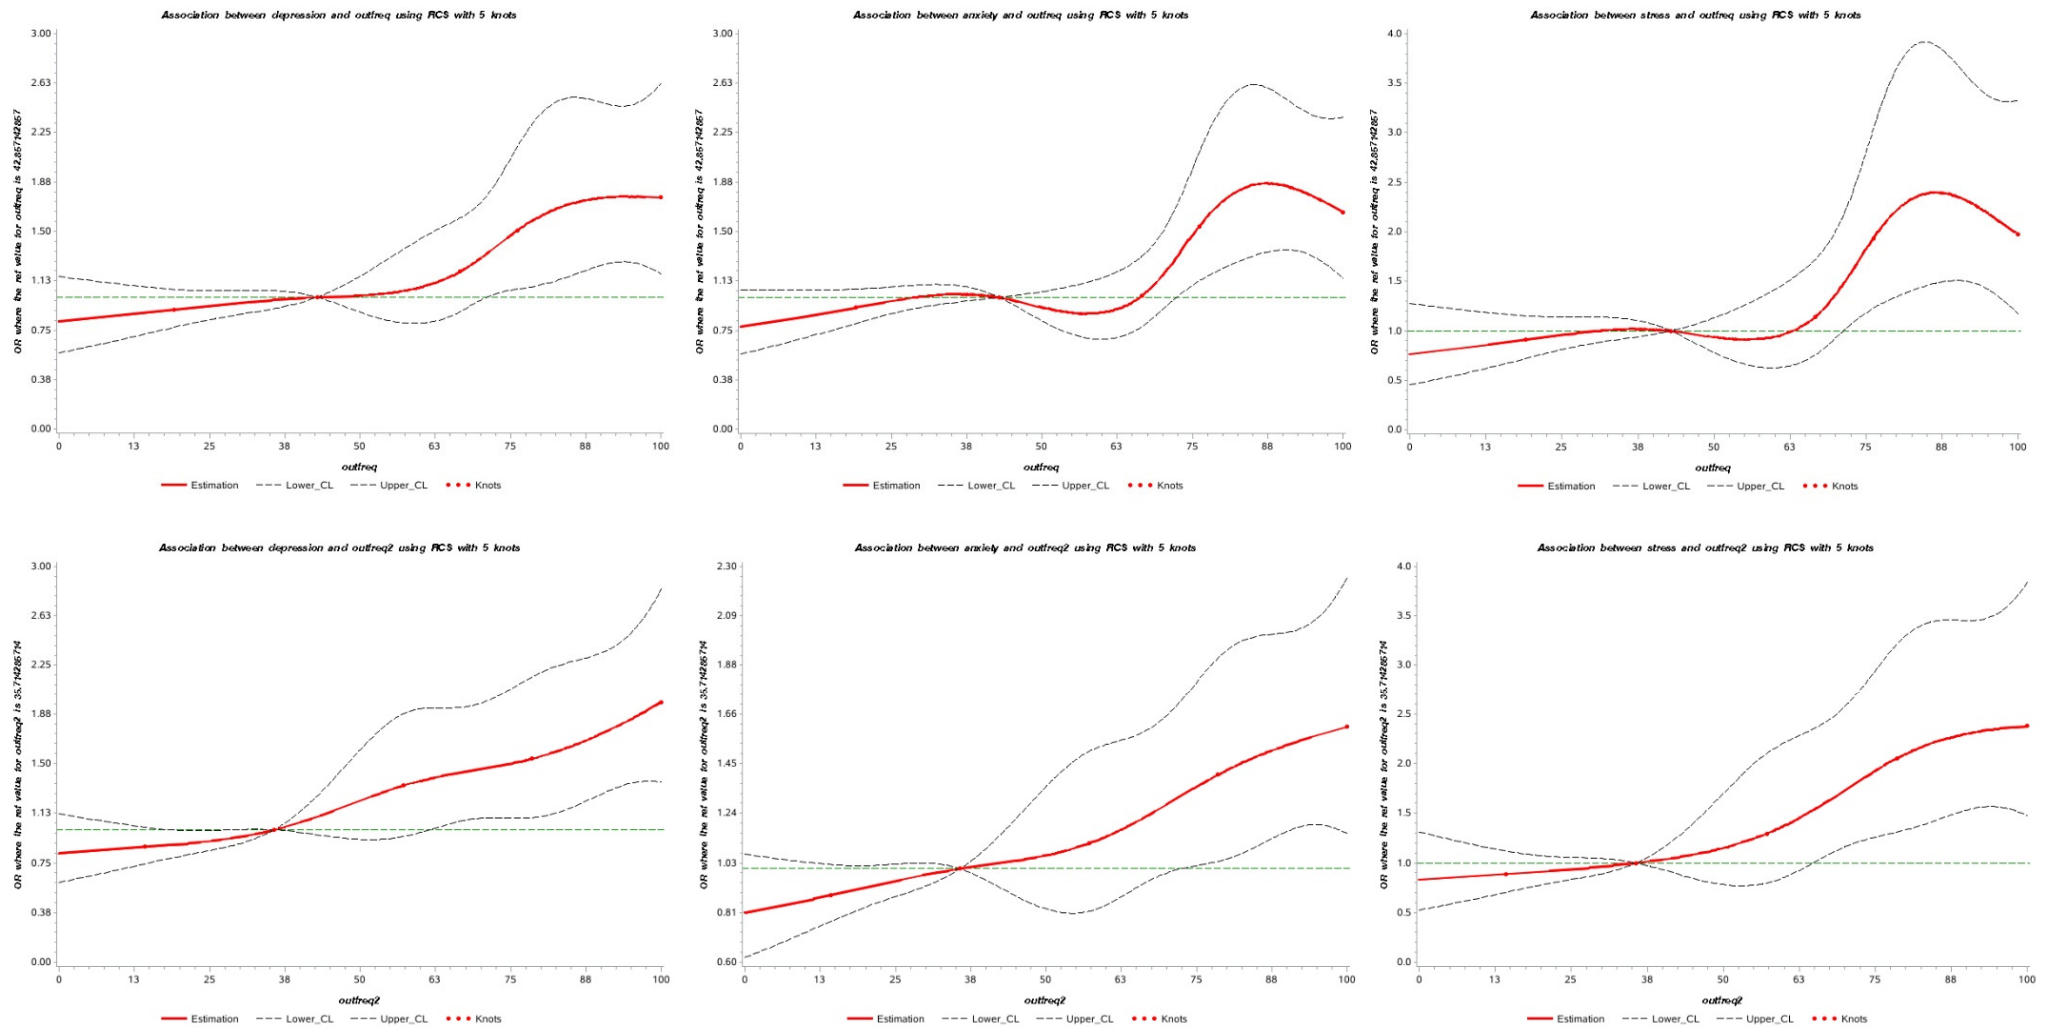 Association between depression and outfreq using RCS with 5 knots
OR where the ref value for outfreq is 42.857142857
3.00
2.63
2.25
1.88
1.50
1.13
0.75
0.38
0.00
0 13 25 38 50 63 75 88 100
outfreq
Estimation Lower_CL Upper_CL Knots
Association between anxiety and outfreq using RCS with 5 knots
OR where the ref value for outfreq is 42.857142857
3.00
2.63
2.25
1.88
1.50
1.13
0.75
0.38
0.00
0 13 25 38 50 63 75 88 100
outfreq
Estimation Lower_CL Upper_CL Knots
Association between stress and outfreq using RCS with 5 knots
OR where the ref value for outfreq is 42.857142857
4.0
3.5
3.0
2.5
2.0
1.5
1.0
0.5
0.0
0 13 25 38 50 63 75 88 100
outfreq
Estimation Lower_CL Upper_CL Knots
Association between depression and outfreq2 using RCS with 5 knots
OR where the ref value for outfreq2 is 35.714285714
3.00
2.63
2.25
1.88
1.50
1.13
0.75
0.38
0.00
0 13 25 38 50 63 75 88 100
outfreq2
Estimation Lower_CL Upper_CL Knots
Association between anxiety and outfreq2 using RCS with 5 knots
OR where the ref value for outfreq2 is 35.714285714
2.30
2.09
1.88
1.66
1.45
1.24
1.03
0.81
0.60
0 13 25 38 50 63 75 88 100
outfreq2
Estimation Lower_CL Upper_CL Knots
Association between stress and outfreq2 using RCS with 5 knots
OR where the ref value for outfreq2 is 35.714285714
4.0
3.5
3.0
2.5
2.0
1.5
1.0
0.5
0.0
0 13 25 38 50 63 75 88 100
outfreq2
Estimation Lower_CL Upper_CL Knots